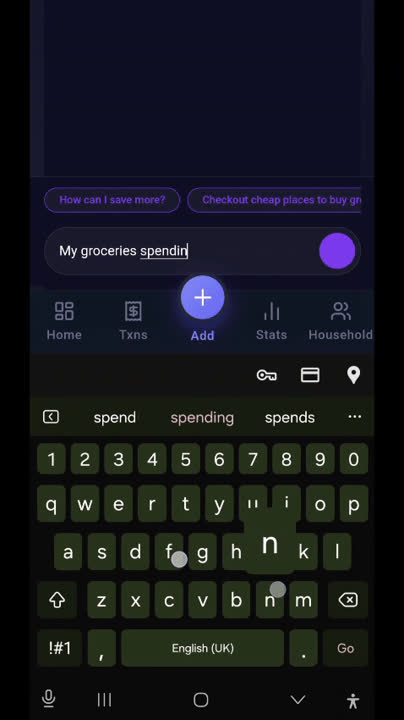 How can I save more? Checkout cheap places to buy gr
My groceries spendin
Home Txns Add Stats Household
spend spending spends
1 2 3 4 5 6 7 8 9 0
q w e r t y u i o p
a s d f g h n k l
z x c v b n m
!#1 , English (UK) . Go